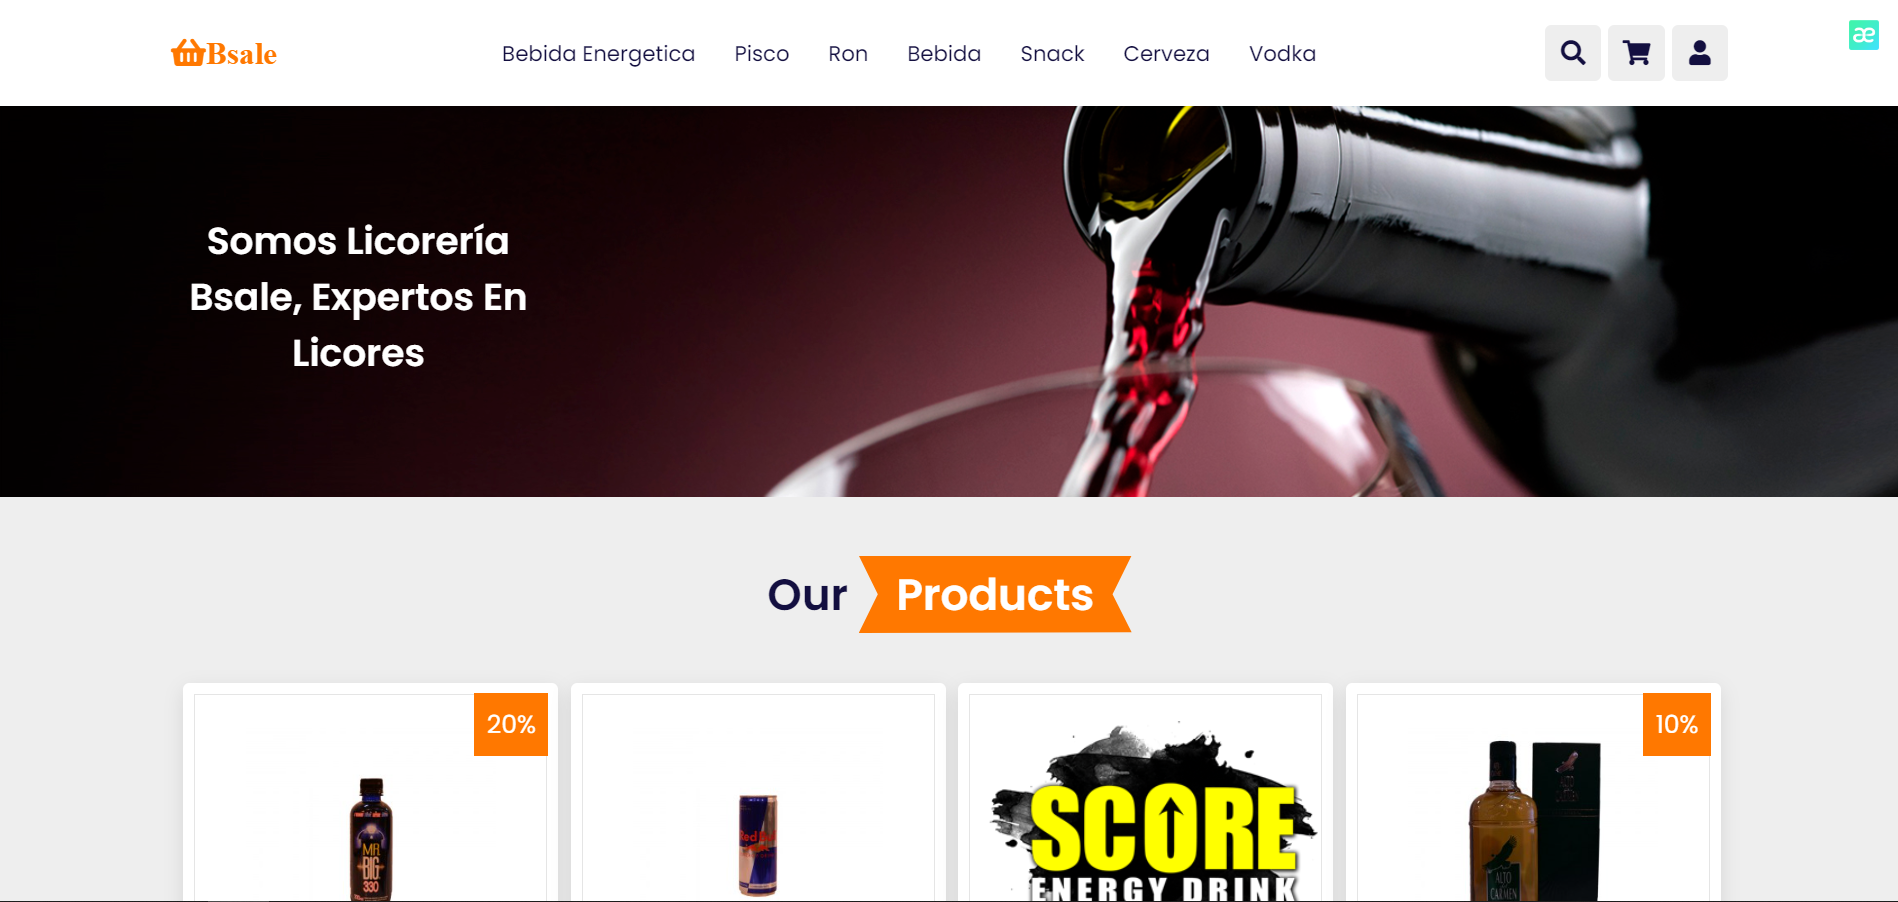 Bsale
Bebida Energetica Pisco Ron Bebida Snack Cerveza Vodka
æ
Somos Licorería
Bsale, Expertos En
Licores
Our Products
20%
10%
MR.
BIG
330
Red Bull
SCORE
ENERGY DRINK
ALTO
CARMEN